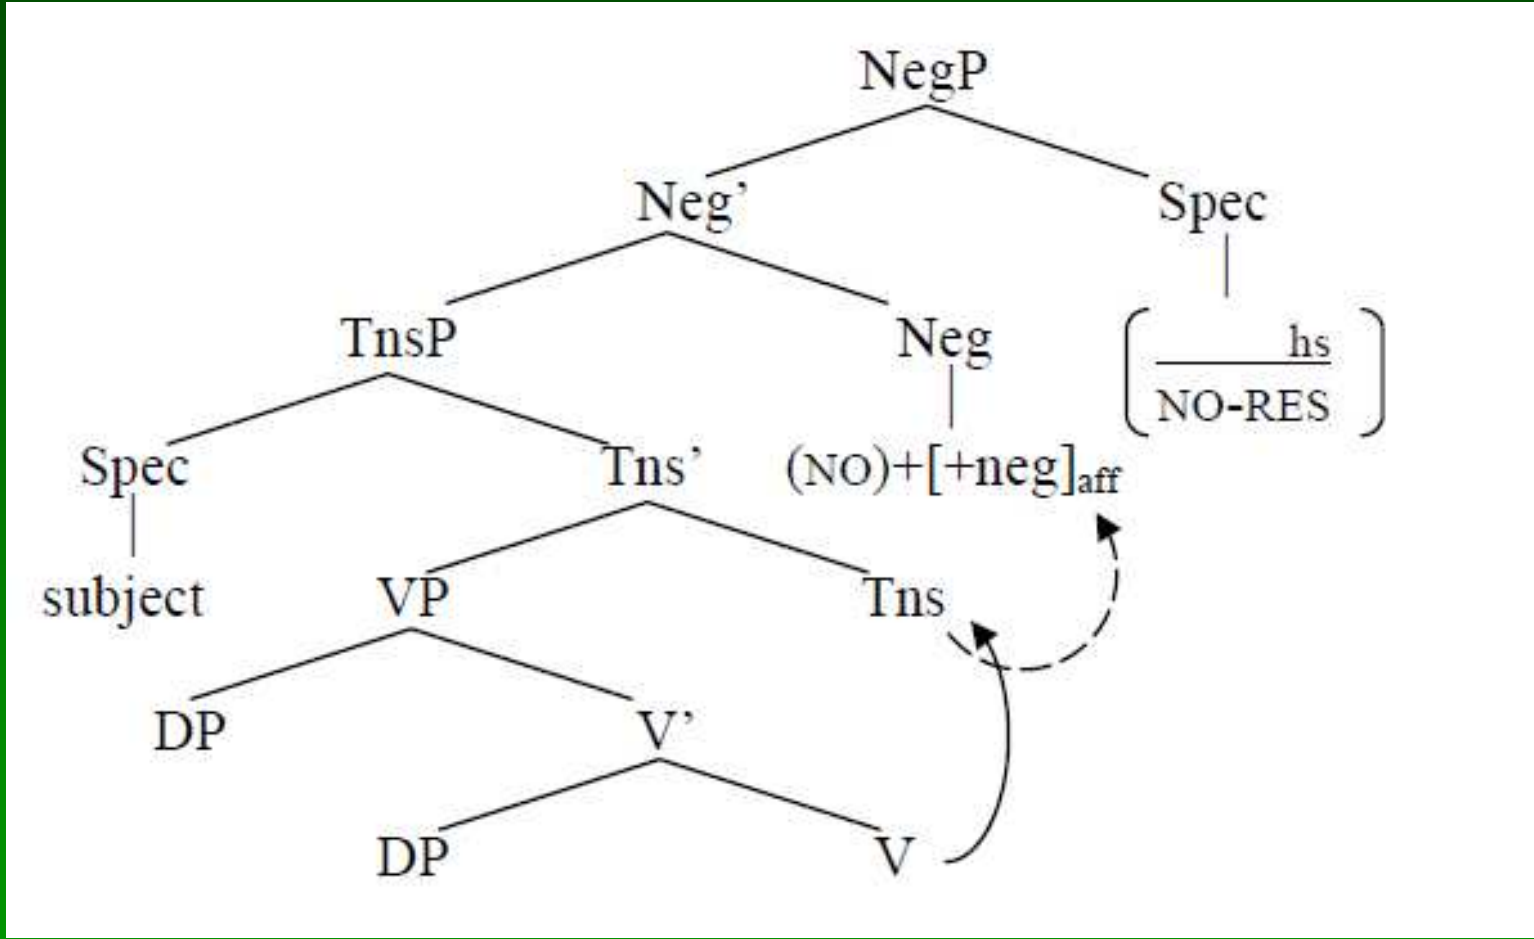 NegP
Neg’ Spec
TnsP Neg hs
NO-RES
Spec Tns’ (NO)+[+neg]aff
subject VP Tns
DP V’
DP V